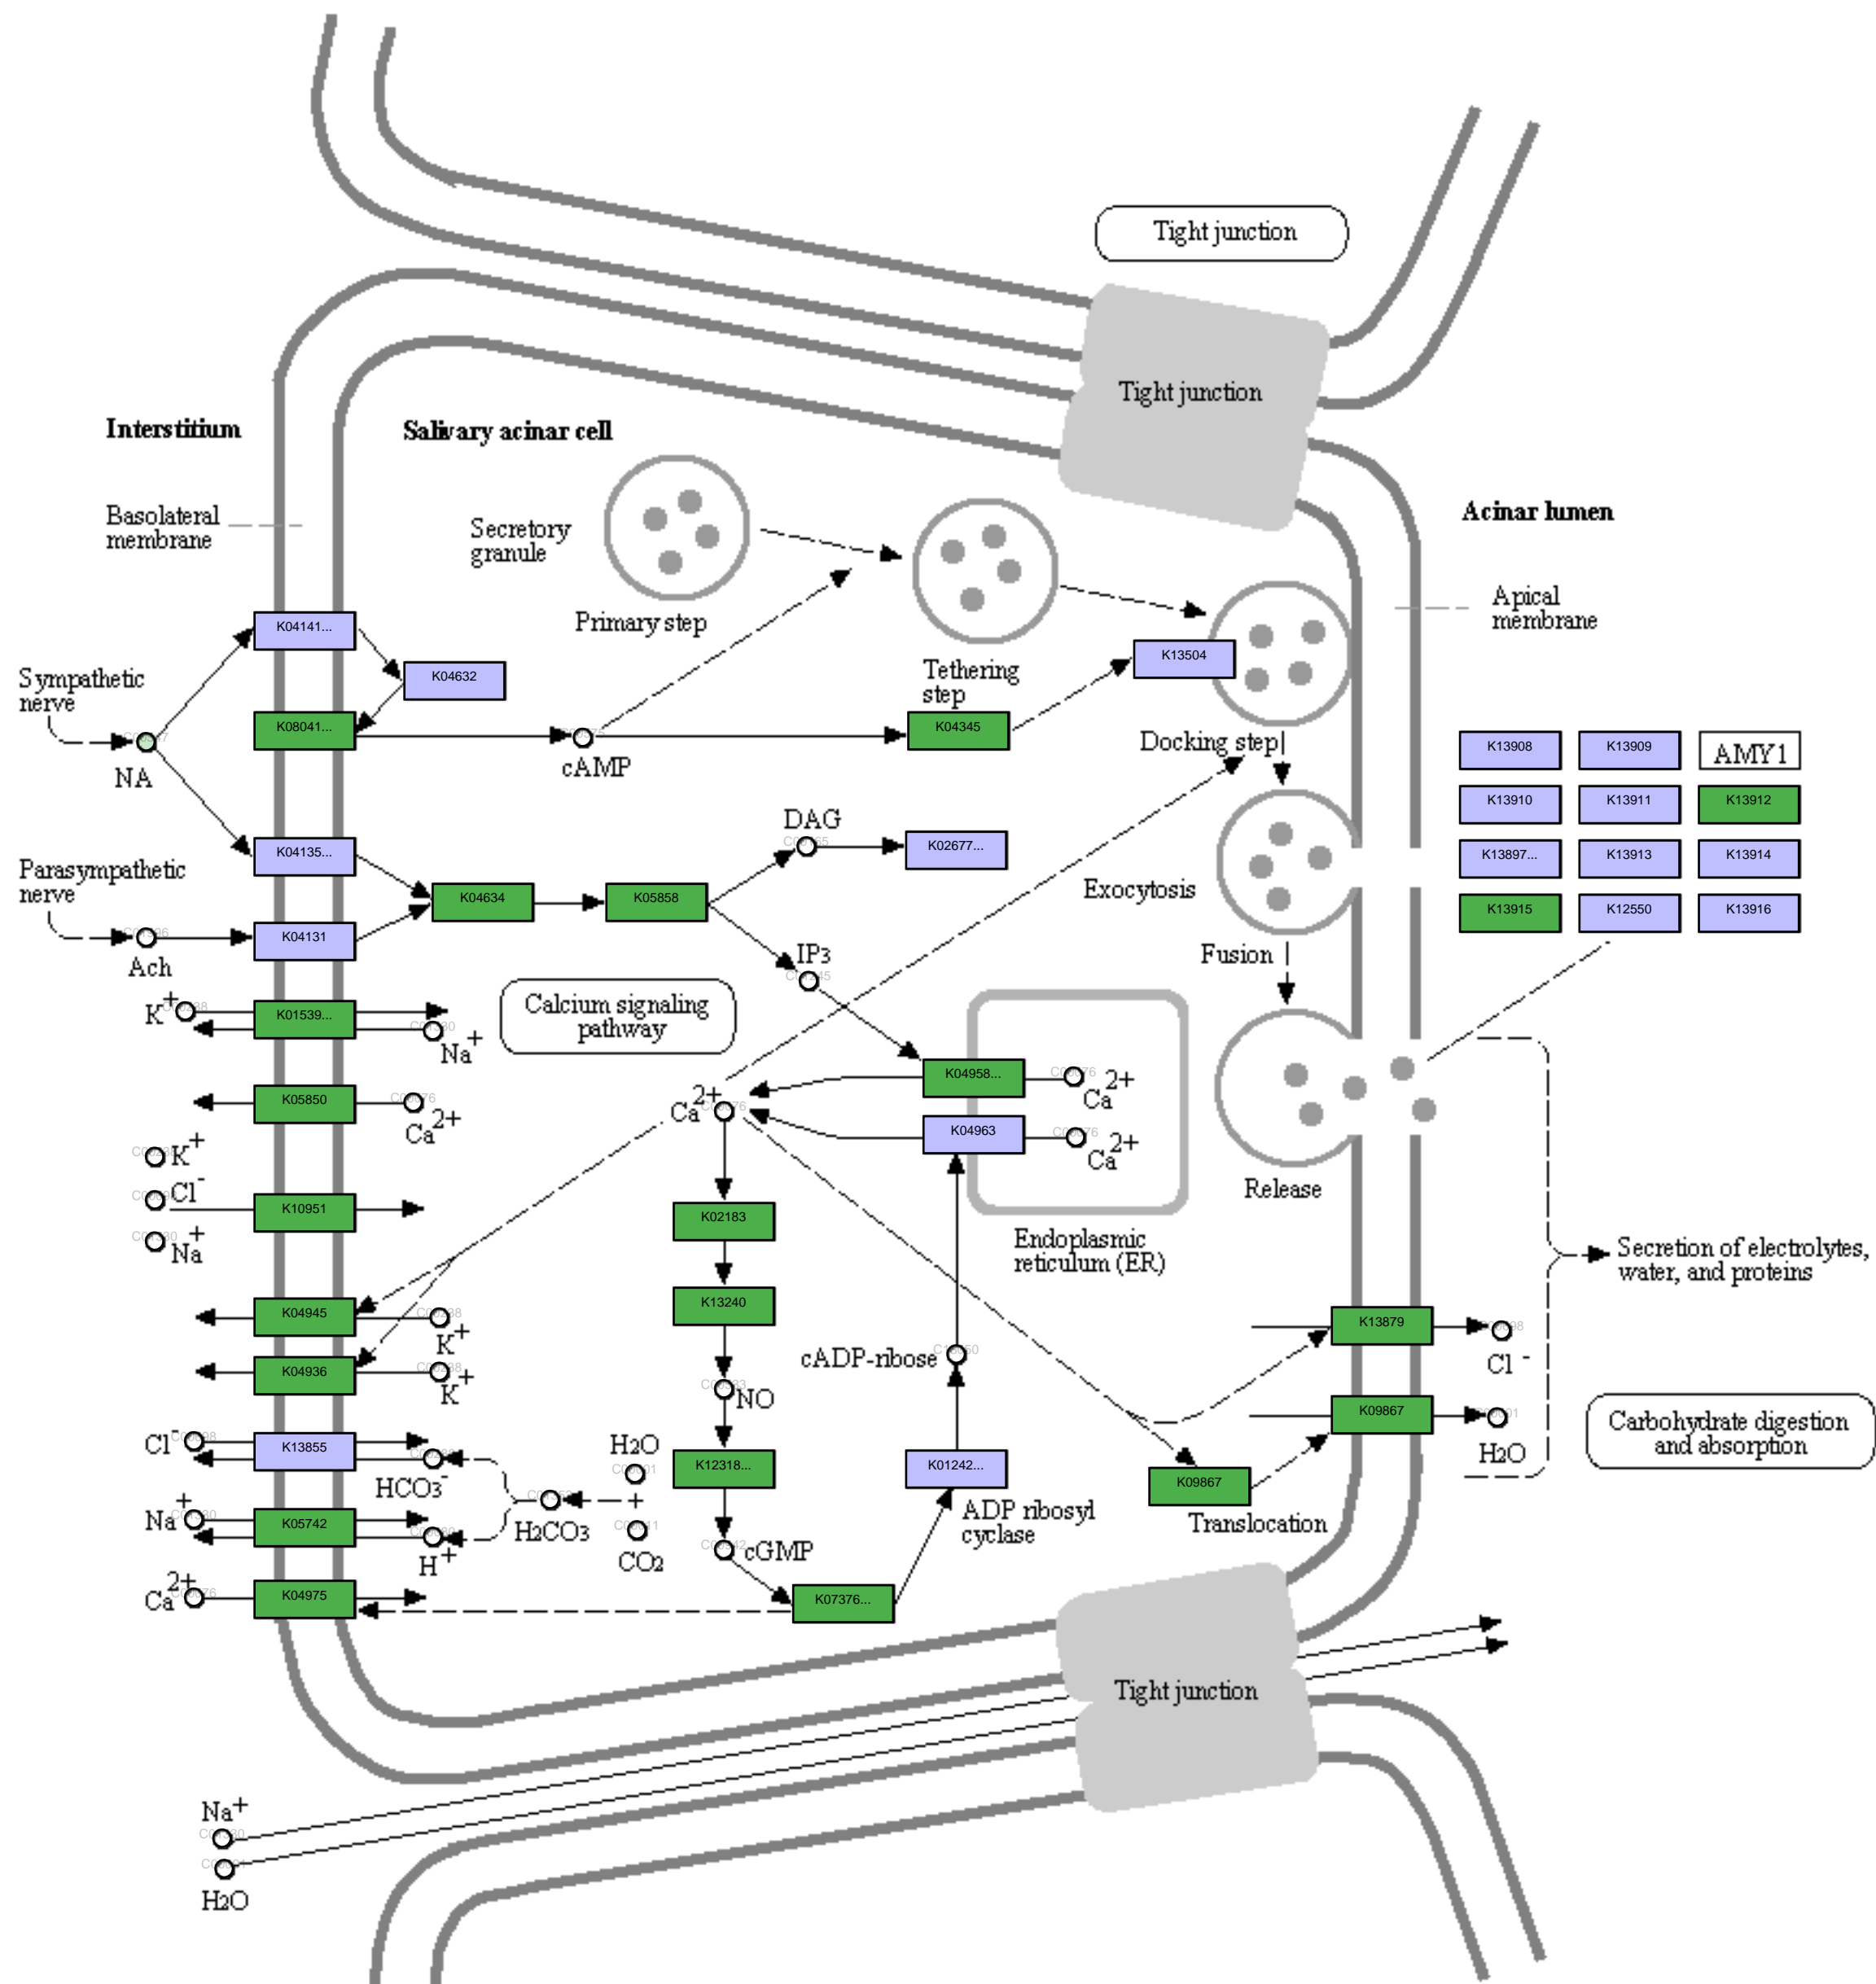 Tight junction
Tight junction
Interstitium
Salivary acinar cell
Basolateral
membrane
Secretory
granule
Acinar lumen
Apical
membrane
Primary step
K04141...
K04632
Sympathetic
nerve
Tethering
step
K13504
K08041...
K04345
NA
cAMP
Docking step
K13908
K13909
AMY1
K13910
K13911
K13912
K13897...
K13913
K13914
K13915
K12550
K13916
DAG
K04135...
K02677...
Parasympathetic
nerve
K04634
K05858
Exocytosis
K04131
Ach
IP3
Fusion
K+
K01539...
Na+
Calcium signaling
pathway
K04958...
Ca2+
K05850
Ca2+
Ca2+
K04963
Ca2+
K+
Cl-
K10951
Na+
Release
K02183
Endoplasmic
reticulum (ER)
Secretion of electrolytes,
water, and proteins
K13240
K04945
K+
K13879
Cl -
K04936
K+
cADP-ribose
NO
K09867
H2O
Carbohydrate digestion
and absorption
Cl-
K13855
HCO3-
H2O
K12318...
K01242...
K09867
Na+
K05742
H+
H2CO3
+
CO2
ADP ribosyl
cyclase
Translocation
cGMP
Ca2+
K04975
K07376...
Tight junction
Na+
H2O